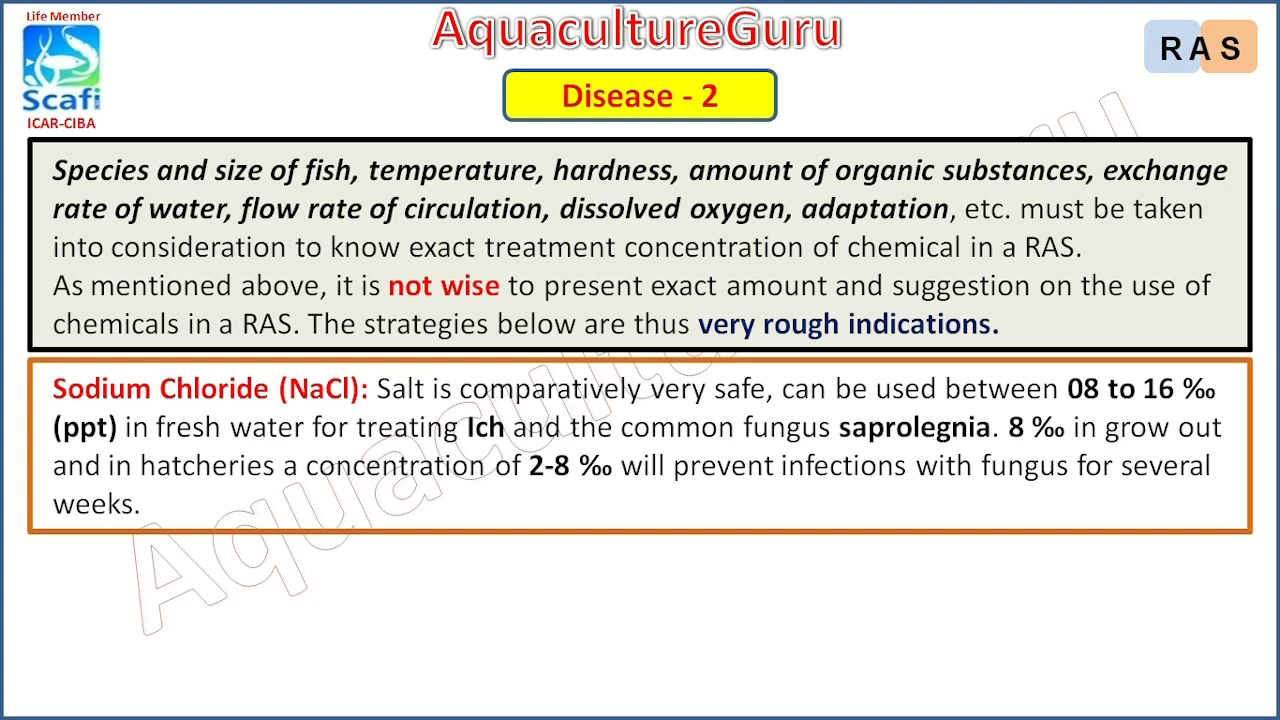 Life Member
AquacultureGuru
R A S
Scafi
ICAR-CIBA
Disease - 2
Species and size of fish, temperature, hardness, amount of organic substances, exchange
rate of water, flow rate of circulation, dissolved oxygen, adaptation, etc. must be taken
into consideration to know exact treatment concentration of chemical in a RAS.
As mentioned above, it is not wise to present exact amount and suggestion on the use of
chemicals in a RAS. The strategies below are thus very rough indications.
Sodium Chloride (NaCl): Salt is comparatively very safe, can be used between 08 to 16 ‰
(ppt) in fresh water for treating Ich and the common fungus saprolegnia. 8 ‰ in grow out
and in hatcheries a concentration of 2-8 ‰ will prevent infections with fungus for several
weeks.